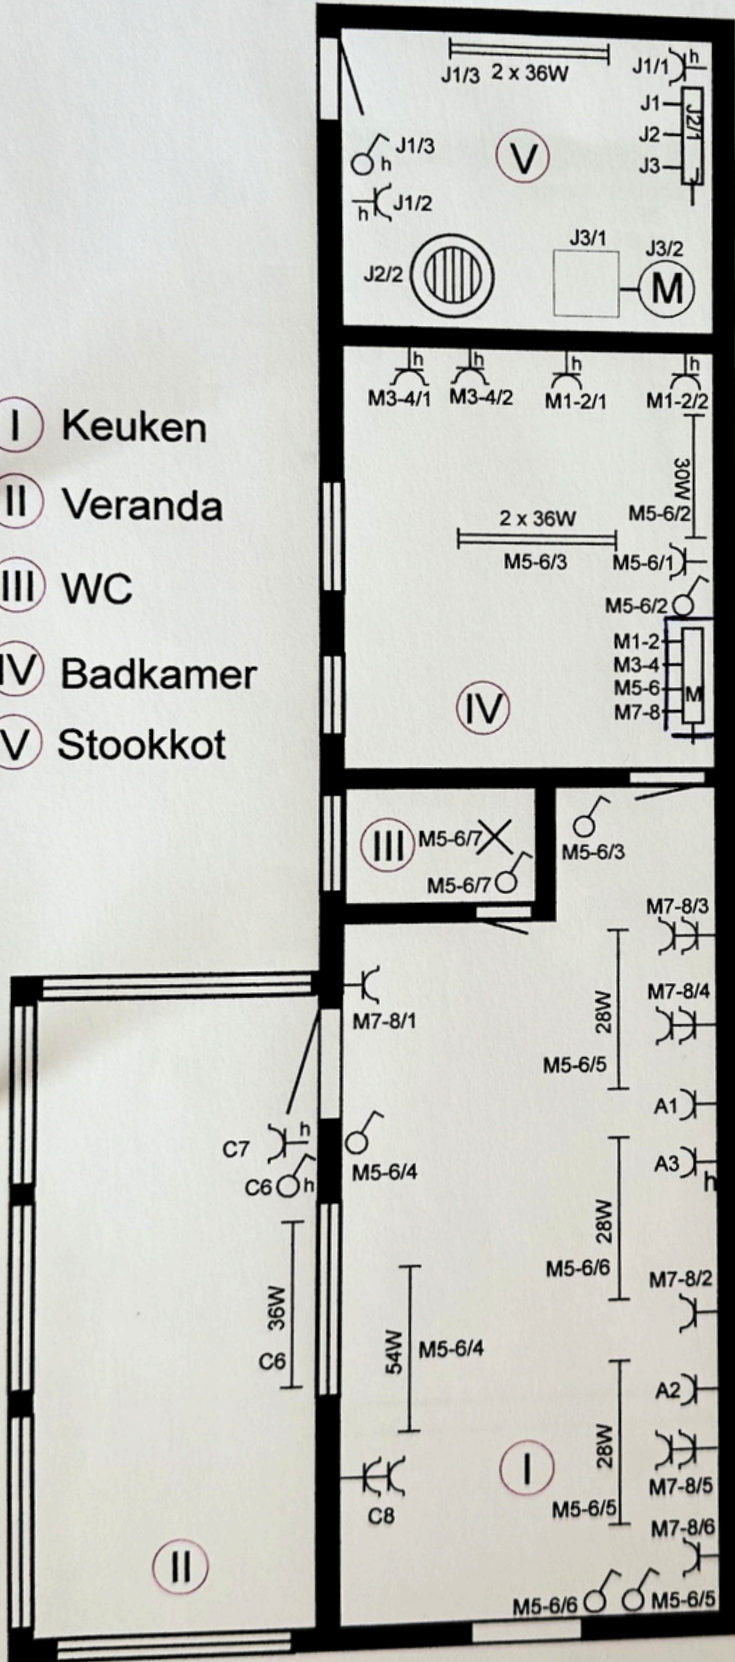 J1/3 2 x 36W
h
J1/1
J1
J2
J3
J2/1
J1/3
h
V
h
J1/2
J2/2
J3/1
J3/2
M
h
h
h
h
M3-4/1
M3-4/2
M1-2/1
M1-2/2
30W
M5-6/2
2 x 36W
M5-6/3
M5-6/1
M5-6/2
M1-2
M3-4
M5-6
M7-8
M
IV
I Keuken
II Veranda
III WC
IV Badkamer
V Stookkot
III
M5-6/7
M5-6/7
M5-6/3
M7-8/3
M7-8/4
28W
M5-6/5
M7-8/1
A1
A3
h
C7
h
C6
h
M5-6/4
28W
M5-6/6
M7-8/2
36W
C6
54W
M5-6/4
A2
28W
M5-6/5
M7-8/5
C8
I
M7-8/6
II
M5-6/6
M5-6/5